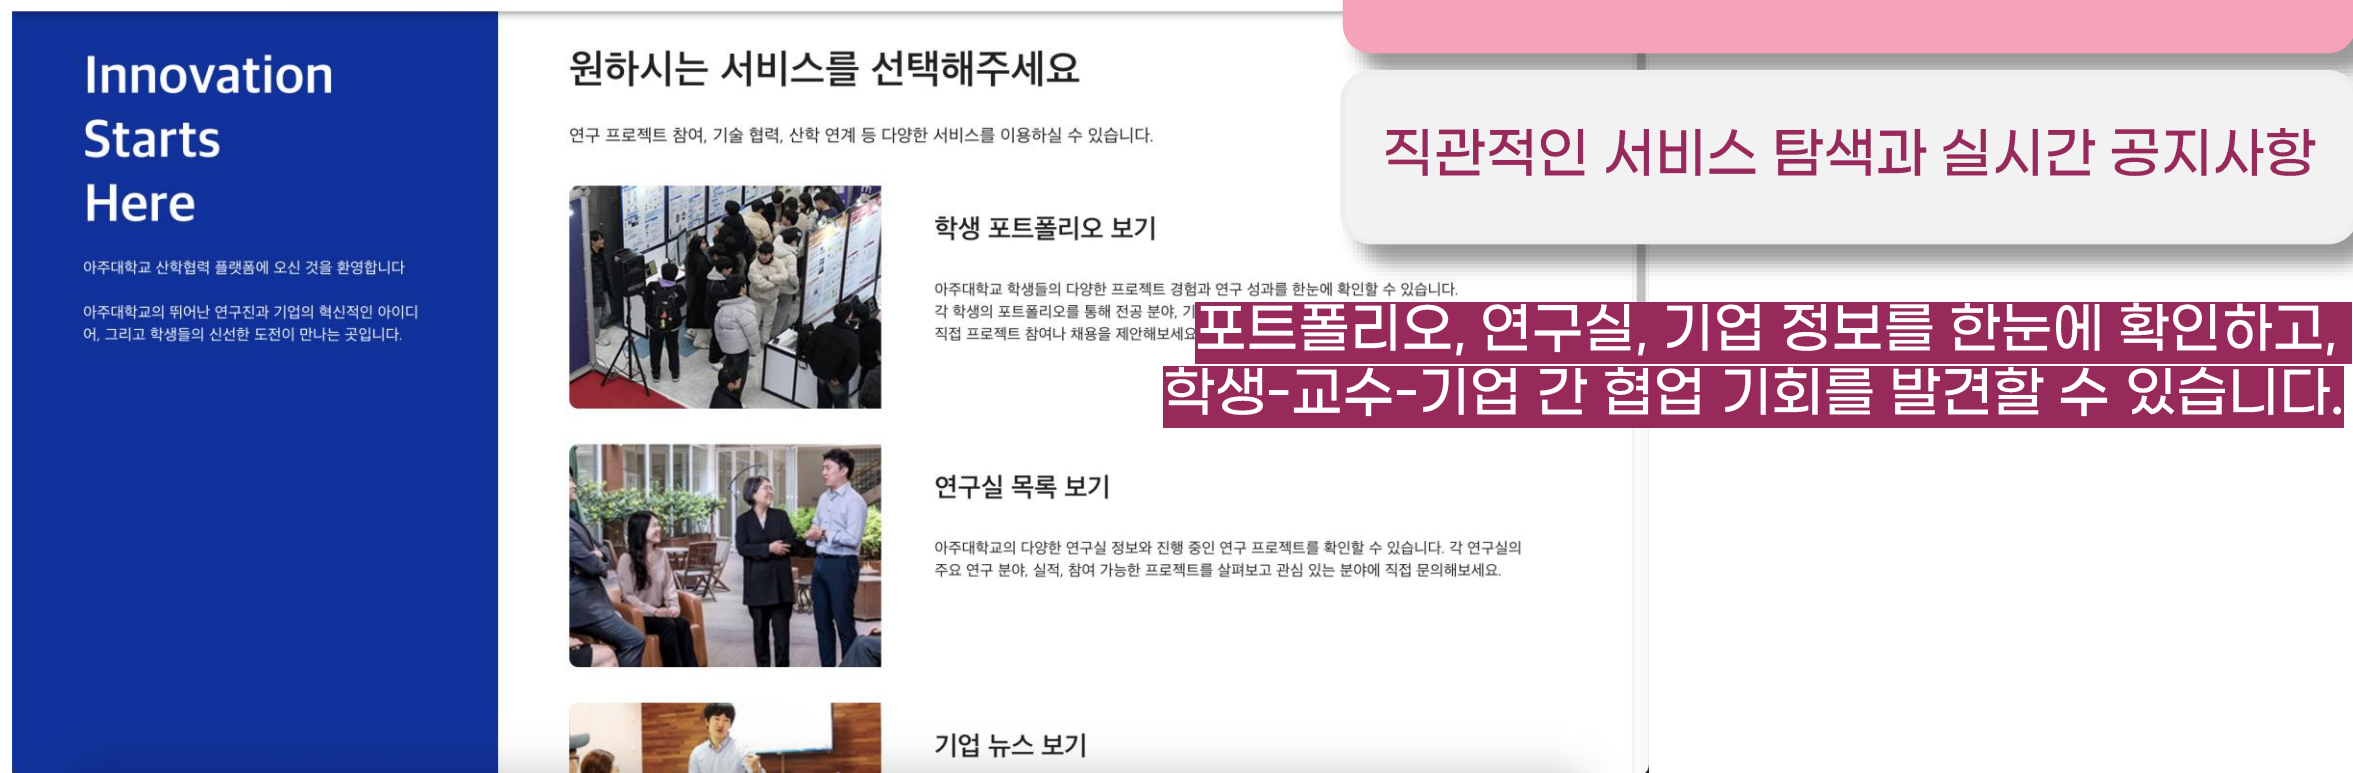 Innovation
Starts
Here
아주대학교 산학협력 플랫폼에 오신 것을 환영합니다
아주대학교의 뛰어난 연구진과 기업의 혁신적인 아이디
어, 그리고 학생들의 신선한 도전이 만나는 곳입니다.
원하시는 서비스를 선택해주세요
연구 프로젝트 참여, 기술 협력, 산학 연계 등 다양한 서비스를 이용하실 수 있습니다.
학생 포트폴리오 보기
아주대학교 학생들의 다양한 프로젝트 경험과 연구 성과를 한눈에 확인할 수 있습니다.
각 학생의 포트폴리오를 통해 전공 분야, 기
직접 프로젝트 참여나 채용을 제안해보세요
연구실 목록 보기
아주대학교의 다양한 연구실 정보와 진행 중인 연구 프로젝트를 확인할 수 있습니다. 각 연구실의
주요 연구 분야, 실적, 참여 가능한 프로젝트를 살펴보고 관심 있는 분야에 직접 문의해보세요.
기업 뉴스 보기
직관적인 서비스 탐색과 실시간 공지사항
포트폴리오, 연구실, 기업 정보를 한눈에 확인하고,
학생-교수-기업 간 협업 기회를 발견할 수 있습니다.